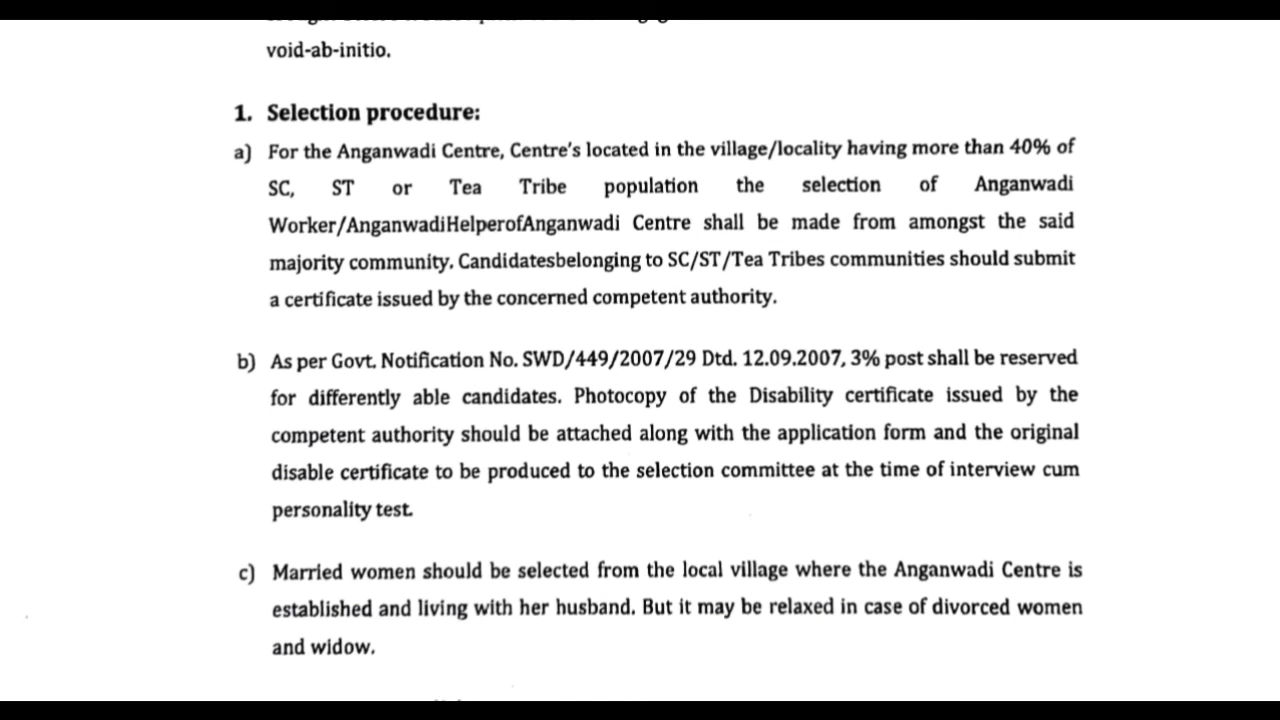 void-ab-initio.
1. Selection procedure:
a) For the Anganwadi Centre, Centre's located in the village/locality having more than 40% of
SC, ST or Tea Tribe population the selection of Anganwadi
Worker/AnganwadiHelperofAnganwadi Centre shall be made from amongst the said
majority community. Candidatesbelonging to SC/ST/Tea Tribes communities should submit
a certificate issued by the concerned competent authority.
b) As per Govt. Notification No. SWD/449/2007/29 Dtd. 12.09.2007, 3% post shall be reserved
for differently able candidates. Photocopy of the Disability certificate issued by the
competent authority should be attached along with the application form and the original
disable certificate to be produced to the selection committee at the time of interview cum
personality test.
c) Married women should be selected from the local village where the Anganwadi Centre is
established and living with her husband. But it may be relaxed in case of divorced women
and widow.